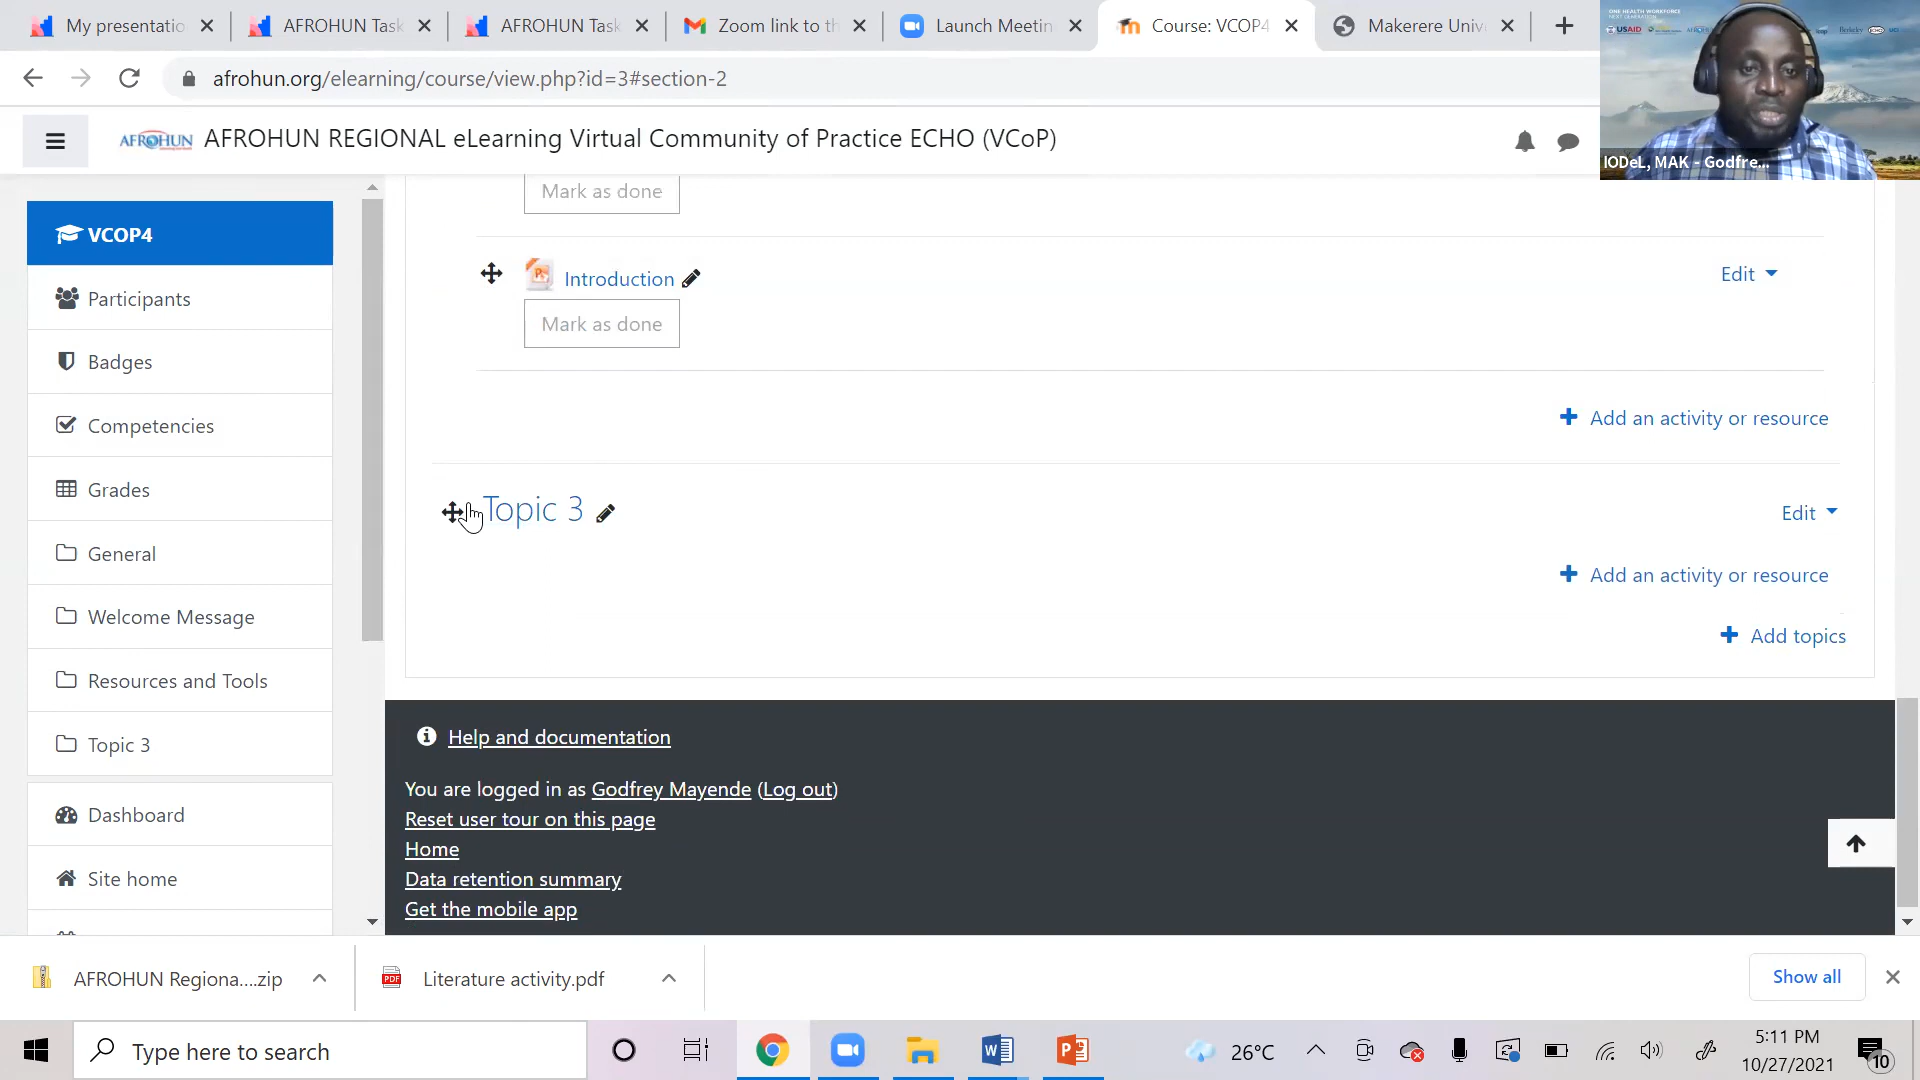 My presentatio
AFROHUN Task
AFROHUN Task
Zoom link to th
Launch Meetin
Course: VCOP4
Makerere Univ
afrohun.org/elearning/course/view.php?id=3#section-2
AFROHUN
AFROHUN REGIONAL eLearning Virtual Community of Practice ECHO (VCoP)
USAID
IODeL, MAK - Godfre...
VCOP4
Participants
Badges
Competencies
Grades
General
Welcome Message
Resources and Tools
Topic 3
Dashboard
Site home
Mark as done
Introduction
Edit
Mark as done
Add an activity or resource
Topic 3
Edit
Add an activity or resource
Add topics
Help and documentation
You are logged in as Godfrey Mayende (Log out)
Reset user tour on this page
Home
Data retention summary
Get the mobile app
AFROHUN Regiona....zip
PDF
Literature activity.pdf
Show all
Type here to search
26°C
5:11 PM
10/27/2021
10